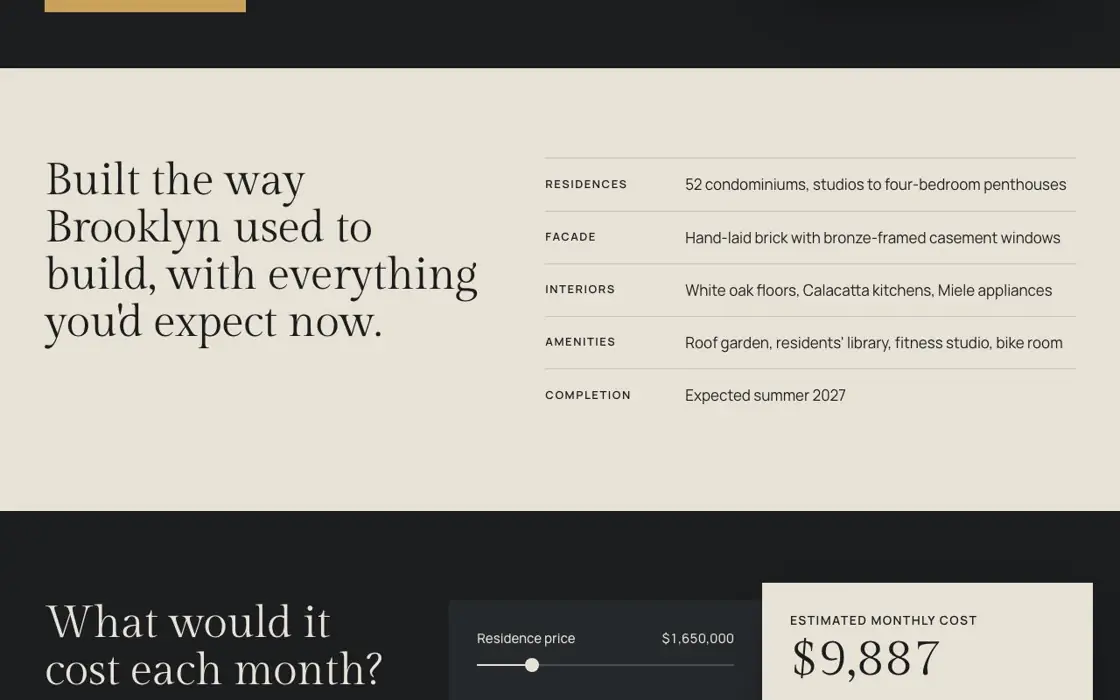 Built the way
Brooklyn used to
build, with everything
you'd expect now.
RESIDENCES 52 condominiums, studios to four-bedroom penthouses
FACADE Hand-laid brick with bronze-framed casement windows
INTERIORS White oak floors, Calacatta kitchens, Miele appliances
AMENITIES Roof garden, residents' library, fitness studio, bike room
COMPLETION Expected summer 2027
What would it
cost each month?
Residence price $1,650,000
ESTIMATED MONTHLY COST
$9,887